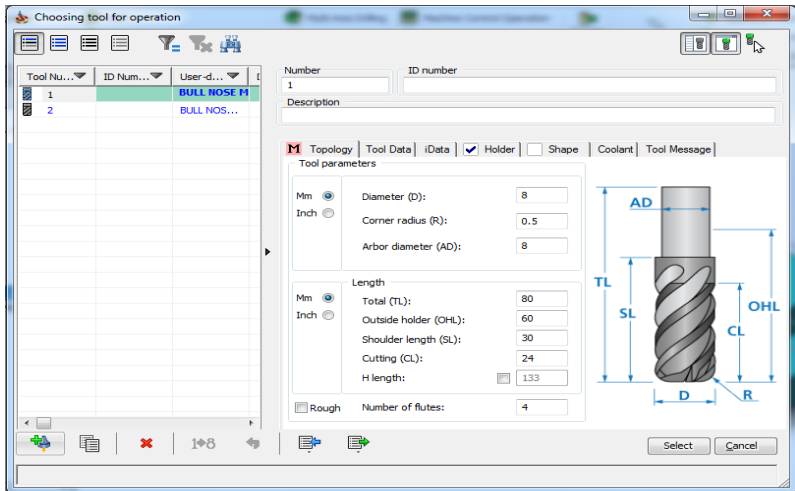 Choosing tool for operation
Tool Nu... ID Num... User-d...
1 BULL NOSE M
2 BULL NOS...
Number
1
ID number
Description
M Topology Tool Data iData Holder Shape Coolant Tool Message
Tool parameters
Mm
Inch
Diameter (D): 8
Corner radius (R): 0.5
Arbor diameter (AD): 8
Length
Mm
Inch
Total (TL): 80
Outside holder (OHL): 60
Shoulder length (SL): 30
Cutting (CL): 24
H length: 133
Rough Number of flutes: 4
AD
TL
SL
OHL
CL
D
R
Select Cancel